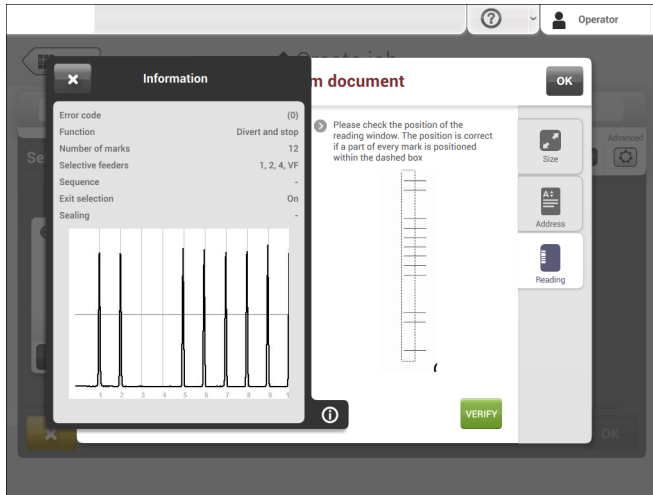 Operator
Create job
Information
m document
OK
Error code (0)
Function Divert and stop
Number of marks 12
Selective feeders 1, 2, 4, VF
Sequence -
Exit selection On
Sealing -
Please check the position of the
reading window. The position is correct
if a part of every mark is positioned
within the dashed box
Size
Address
Reading
Advanced
Se
1 2 3 4 5 6 7 8 9 1
VERIFY
OK